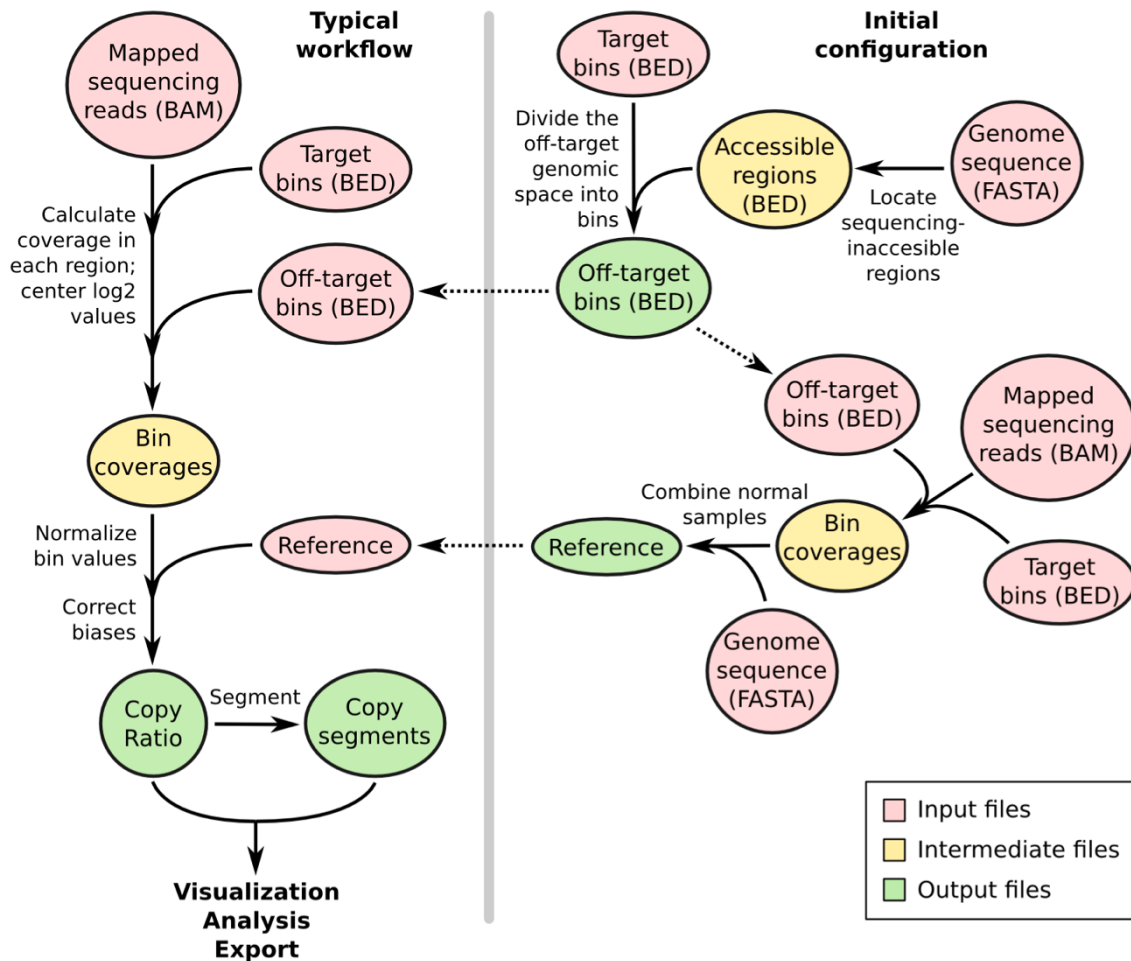 Typical
workflow
Mapped
sequencing
reads (BAM)
Target
bins (BED)
Calculate
coverage in
each region;
center log2
values
Off-target
bins (BED)
Bin
coverages
Normalize
bin values
Reference
Correct
biases
Copy
Ratio
Segment
Copy
segments
Visualization
Analysis
Export
Initial
configuration
Target
bins (BED)
Divide the
off-target
genomic
space into
bins
Accessible
regions
(BED)
Genome
sequence
(FASTA)
Locate
sequencing-
inaccesible
regions
Off-target
bins (BED)
Off-target
bins (BED)
Mapped
sequencing
reads (BAM)
Combine normal
samples
Reference
Bin
coverages
Target
bins (BED)
Genome
sequence
(FASTA)
Input files
Intermediate files
Output files